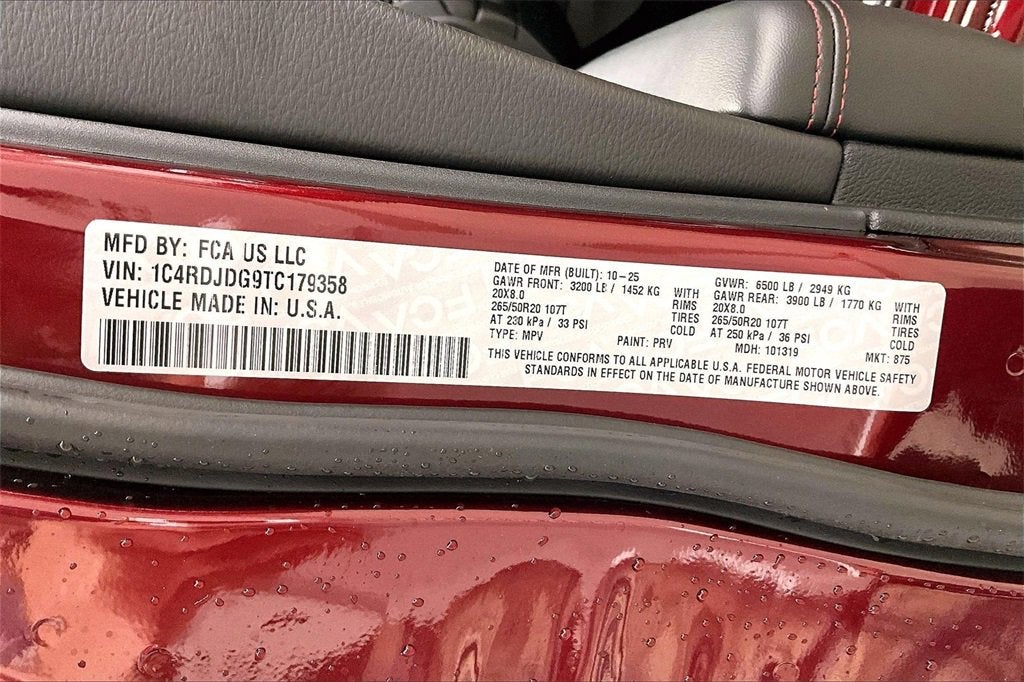 MFD BY: FCA US LLC
VIN: 1C4RDJDG9TC179358
VEHICLE MADE IN: U.S.A.
DATE OF MFR (BUILT): 10-25
GAWR FRONT: 3200 LB / 1452 KG WITH
20X8.0 RIMS
265/50R20 107T TIRES
AT 230 kPa / 33 PSI COLD
TYPE: MPV PAINT: PRV
GVWR: 6500 LB / 2949 KG
GAWR REAR: 3900 LB / 1770 KG WITH
20X8.0 RIMS
265/50R20 107T TIRES
AT 250 kPa / 36 PSI COLD
MDH: 101319 MKT: 875
THIS VEHICLE CONFORMS TO ALL APPLICABLE U.S.A. FEDERAL MOTOR VEHICLE SAFETY
STANDARDS IN EFFECT ON THE DATE OF MANUFACTURE SHOWN ABOVE.